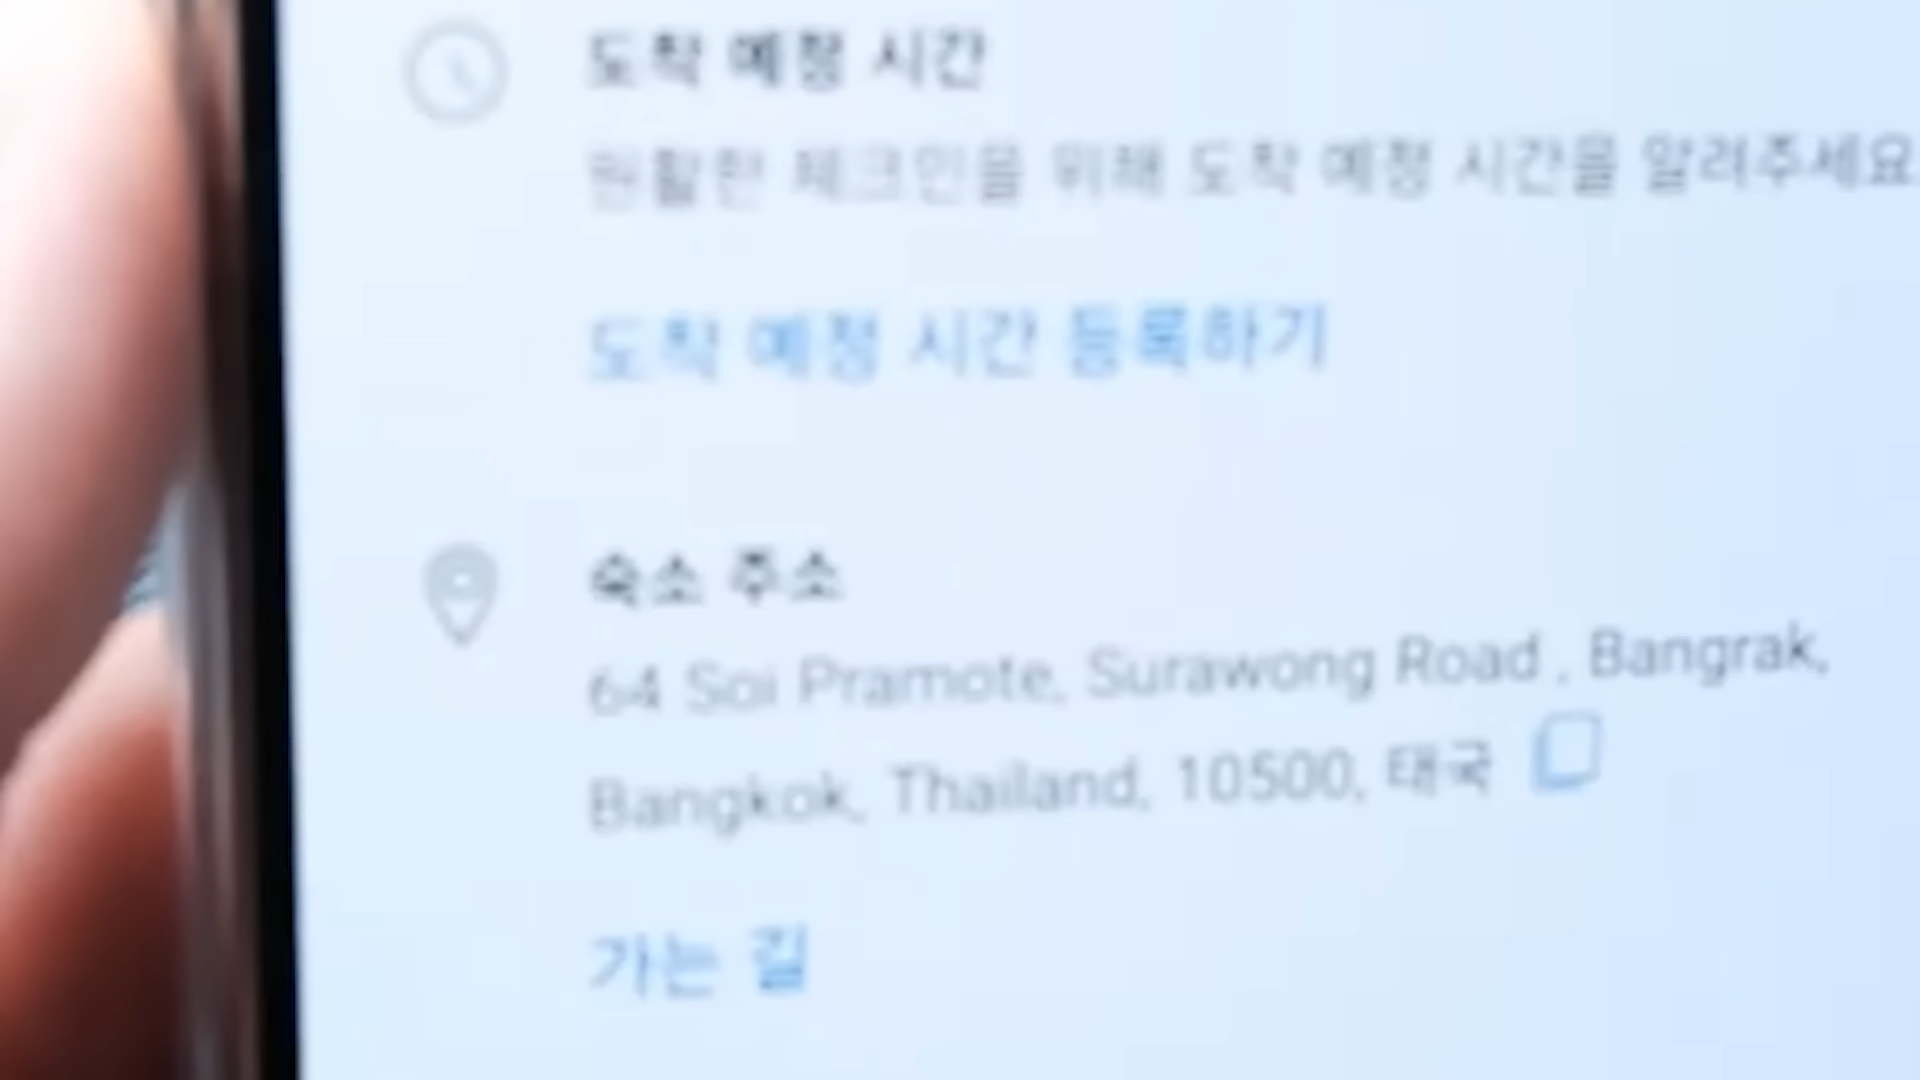 도착 예정 시간
원활한 체크인을 위해 도착 예정 시간을 알려주세요.
도착 예정 시간 등록하기
숙소 주소
64 Soi Pramote, Surawong Road , Bangrak,
Bangkok, Thailand, 10500, 태국
가는 길